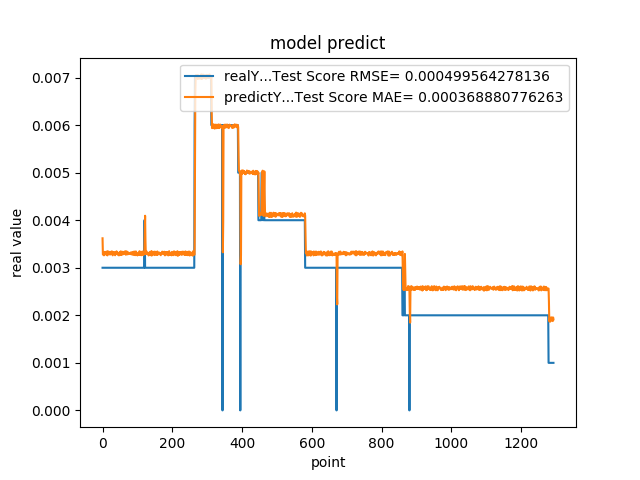 model predict
realY...Test Score RMSE= 0.000499564278136
predictY...Test Score MAE= 0.000368880776263
0.007
0.006
0.005
0.004
0.003
0.002
0.001
0.000
real value
0 200 400 600 800 1000 1200
point